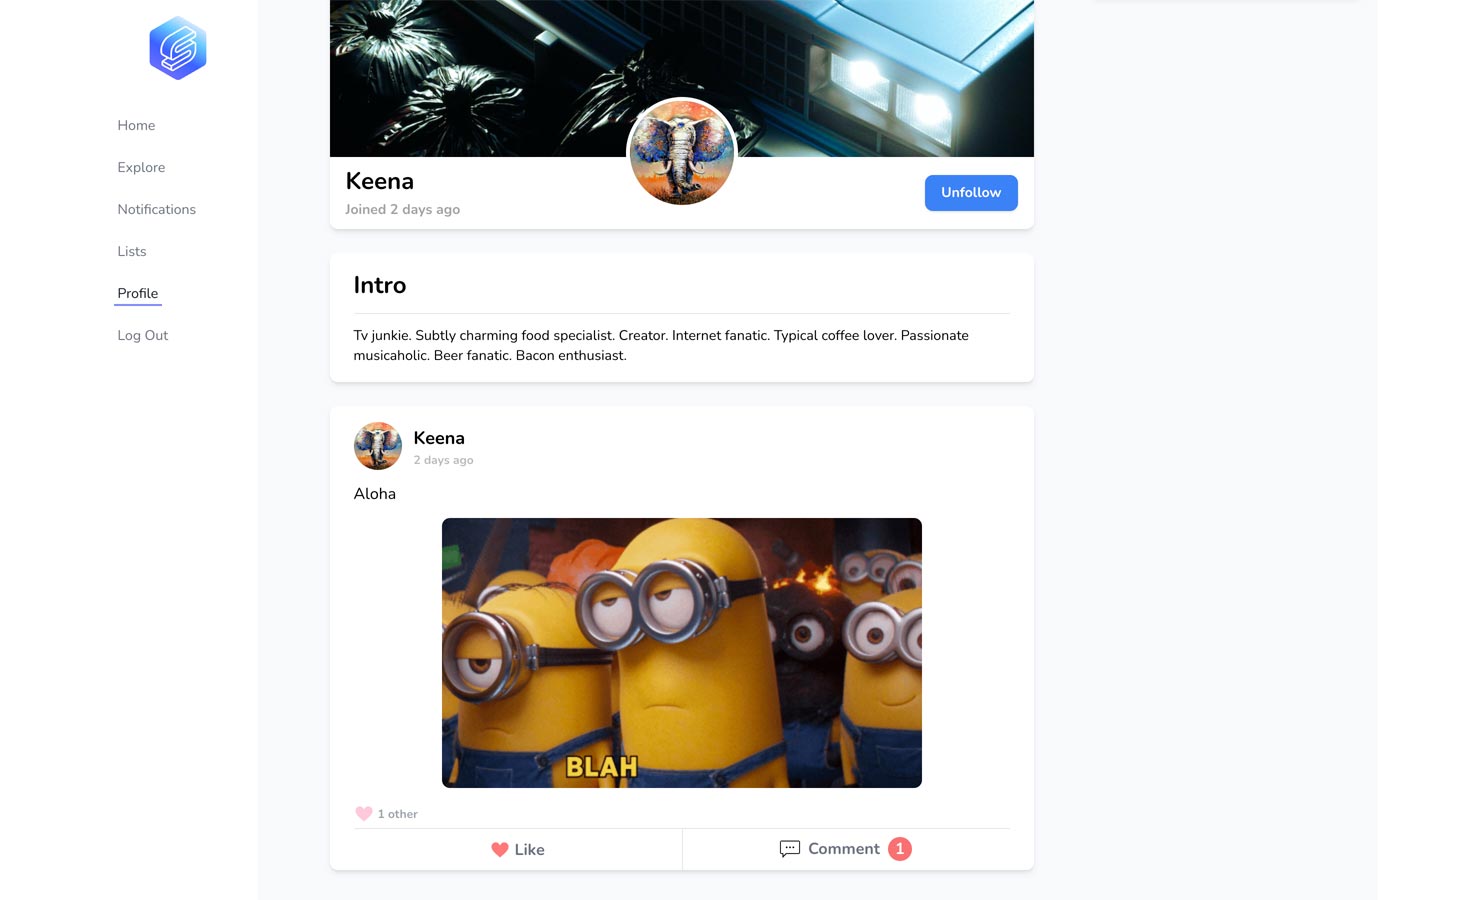 Home
Explore
Notifications
Lists
Profile
Log Out
Keena
Joined 2 days ago
Unfollow
Intro
Tv junkie. Subtly charming food specialist. Creator. Internet fanatic. Typical coffee lover. Passionate
musicaholic. Beer fanatic. Bacon enthusiast.
Keena
2 days ago
Aloha
BLAH
1 other
Like
Comment 1